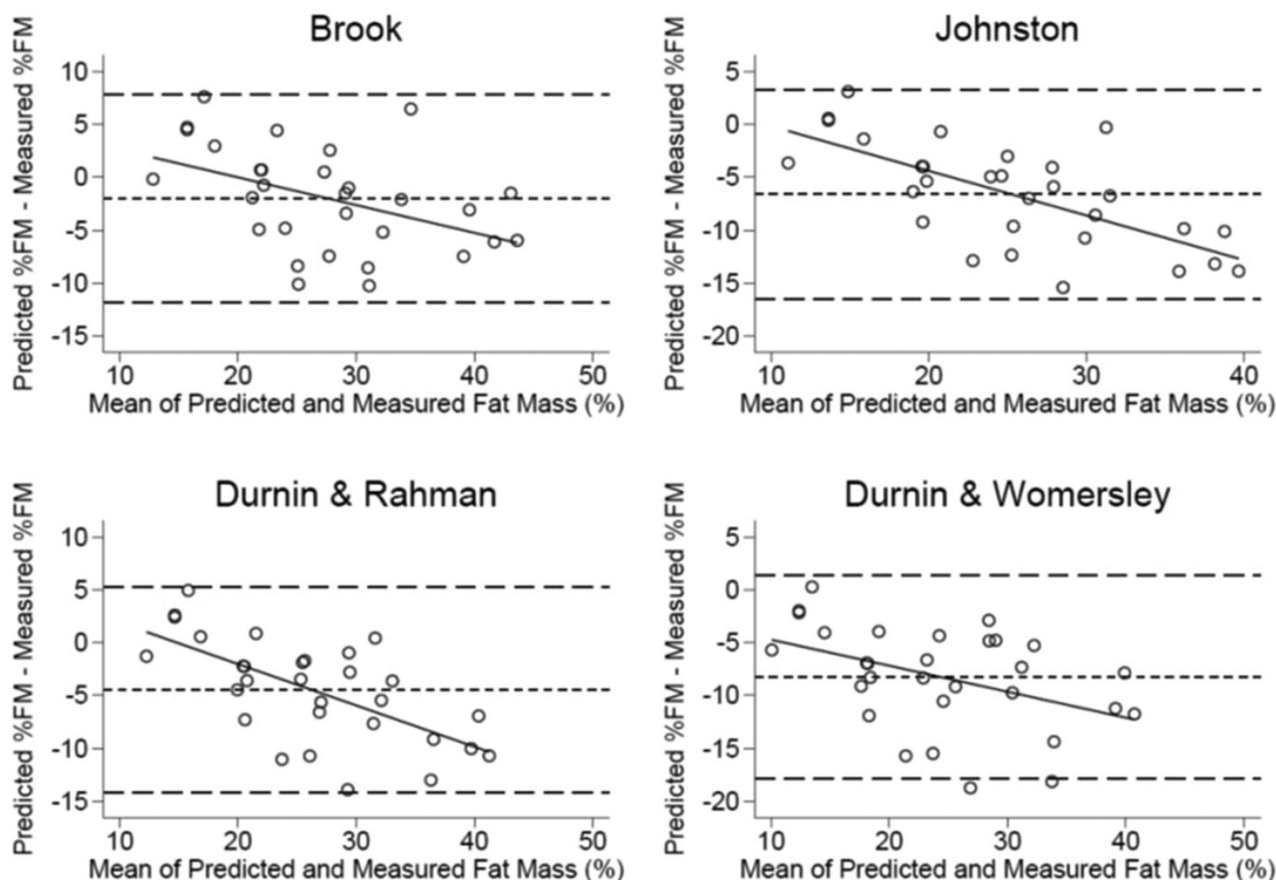 Brook
Predicted %FM - Measured %FM
10
5
0
-5
-10
-15
10 20 30 40 50
Mean of Predicted and Measured Fat Mass (%)
Johnston
Predicted %FM - Measured %FM
5
0
-5
-10
-15
-20
10 20 30 40
Mean of Predicted and Measured Fat Mass (%)
Durnin & Rahman
Predicted %FM - Measured %FM
10
5
0
-5
-10
-15
10 20 30 40 50
Mean of Predicted and Measured Fat Mass (%)
Durnin & Womersley
Predicted %FM - Measured %FM
5
0
-5
-10
-15
-20
10 20 30 40 50
Mean of Predicted and Measured Fat Mass (%)